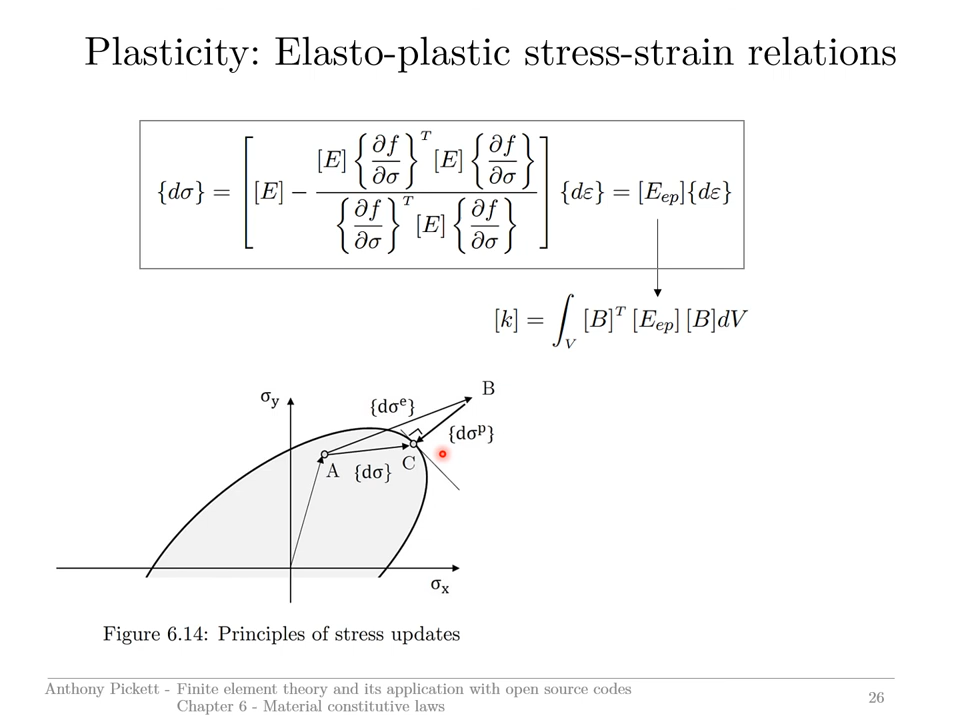 Plasticity: Elasto-plastic stress-strain relations
{dσ} = [ [E] − [E] {∂f/∂σ}^T [E] {∂f/∂σ} / {∂f/∂σ}^T [E] {∂f/∂σ} ] {dε} = [E_ep]{dε}
[k] = ∫_V [B]^T [E_ep] [B]dV
σ_y
B
{dσ^e}
{dσ^p}
A
{dσ}
C
σ_x
Figure 6.14: Principles of stress updates
Anthony Pickett - Finite element theory and its application with open source codes
Chapter 6 - Material constitutive laws
26